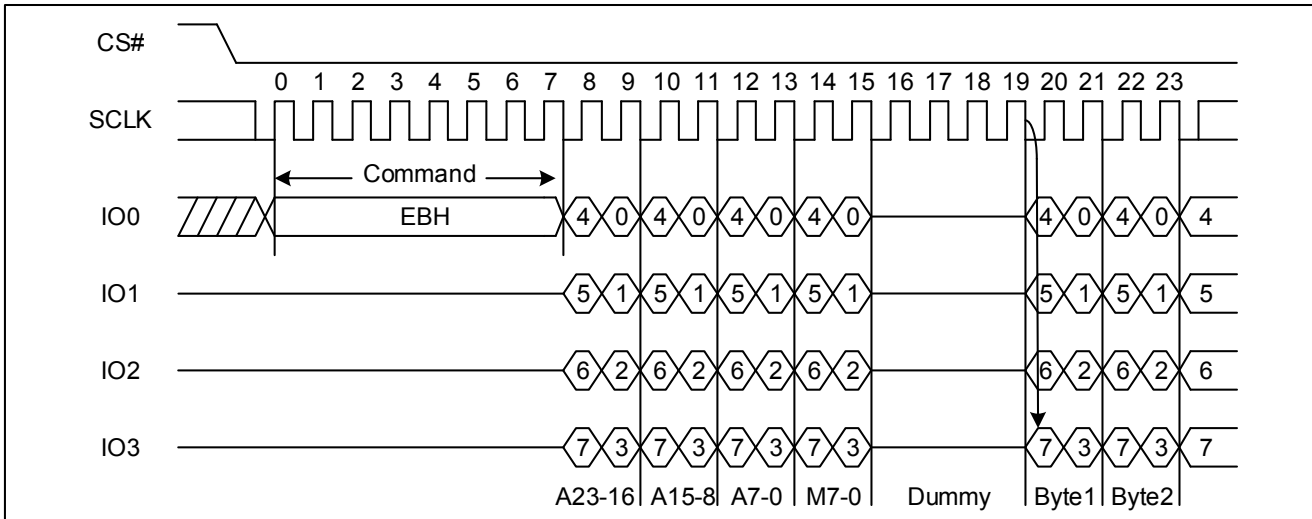 CS#
0 1 2 3 4 5 6 7 8 9 10 11 12 13 14 15 16 17 18 19 20 21 22 23
SCLK
Command
IO0 EBH 4 0 4 0 4 0 4 0 4 0 4 0 4
IO1 5 1 5 1 5 1 5 1 5 1 5 1 5
IO2 6 2 6 2 6 2 6 2 6 2 6 2 6
IO3 7 3 7 3 7 3 7 3 7 3 7 3 7
A23-16 A15-8 A7-0 M7-0 Dummy Byte1 Byte2